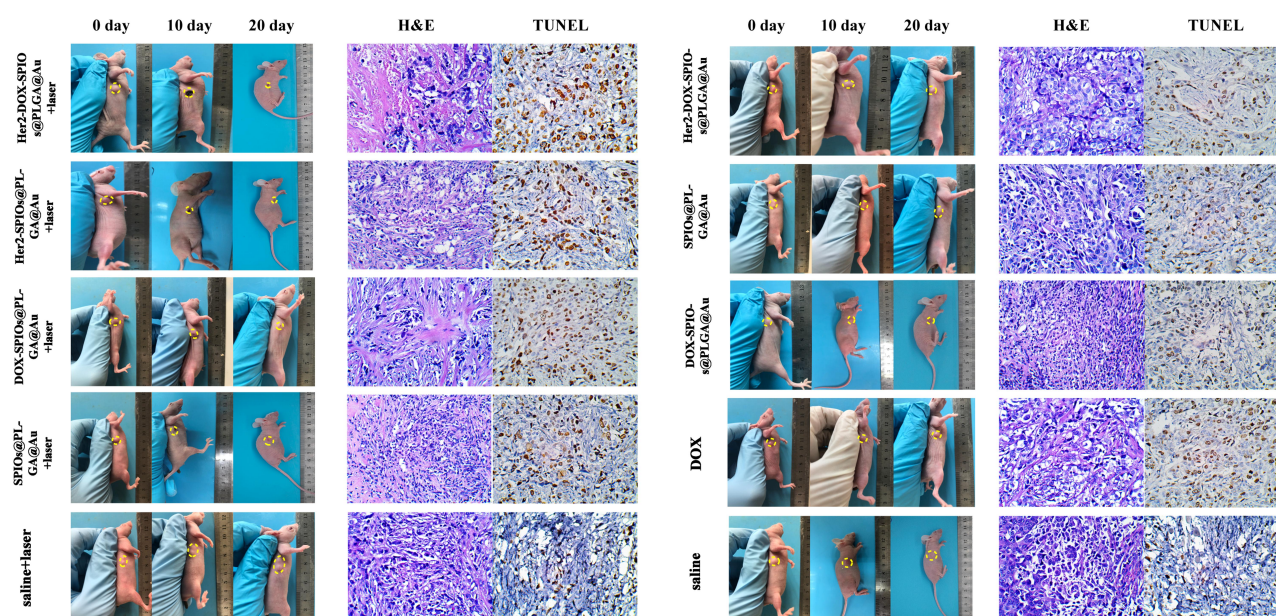 0 day 10 day 20 day H&E TUNEL
Her2-DOX-SPIO
s@PLGA@Au
+laser
Her2-SPIOs@PL-
GA@Au
+laser
DOX-SPIOs@PL-
GA@Au
+laser
SPIOs@PL-
GA@Au
+laser
saline+laser
0 day 10 day 20 day H&E TUNEL
Her2-DOX-SPIO-
s@PLGA@Au
SPIOs@PL-
GA@Au
DOX-SPIO-
s@PLGA@Au
DOX
saline